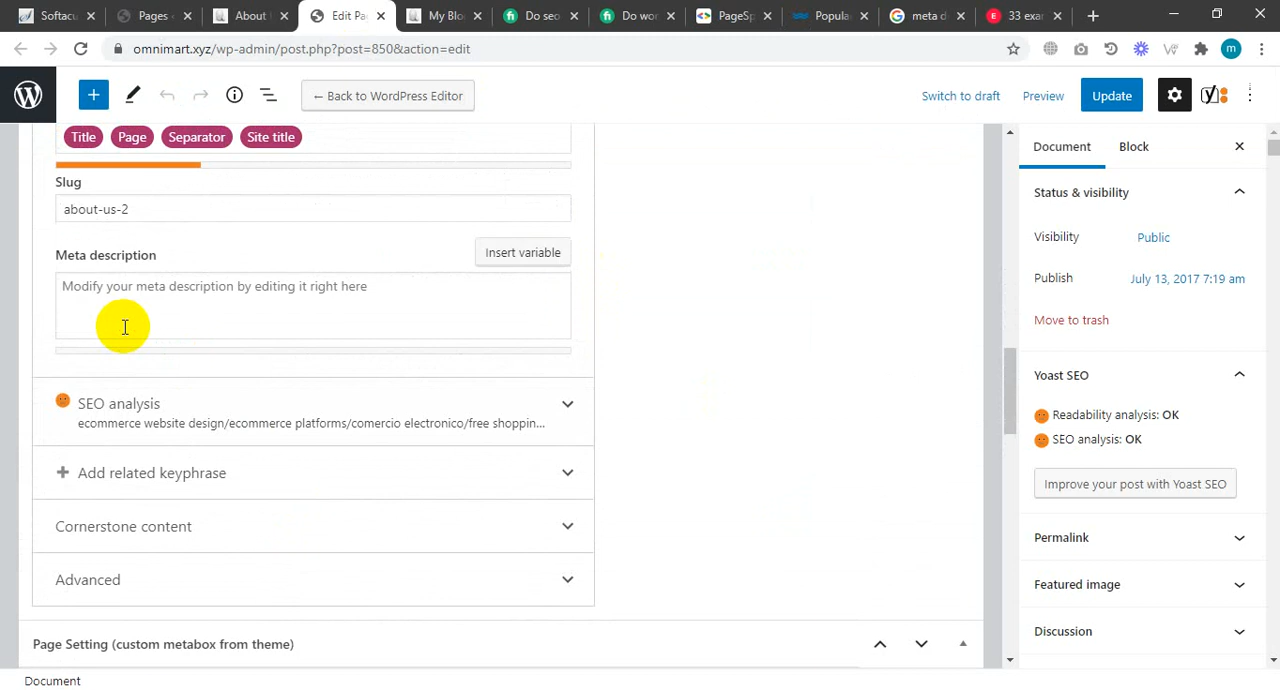 Softacu
Pages
About
Edit Pa
My Blo
Do seo
Do wo
PageSp
Popula
meta d
33 exa
omnimart.xyz/wp-admin/post.php?post=850&action=edit
m
← Back to WordPress Editor
Switch to draft
Preview
Update
Title
Page
Separator
Site title
Slug
about-us-2
Meta description
Insert variable
Modify your meta description by editing it right here
SEO analysis
ecommerce website design/ecommerce platforms/comercio electronico/free shoppin...
Add related keyphrase
Cornerstone content
Advanced
Page Setting (custom metabox from theme)
Document
Document
Block
Status & visibility
Visibility
Public
Publish
July 13, 2017 7:19 am
Move to trash
Yoast SEO
Readability analysis: OK
SEO analysis: OK
Improve your post with Yoast SEO
Permalink
Featured image
Discussion